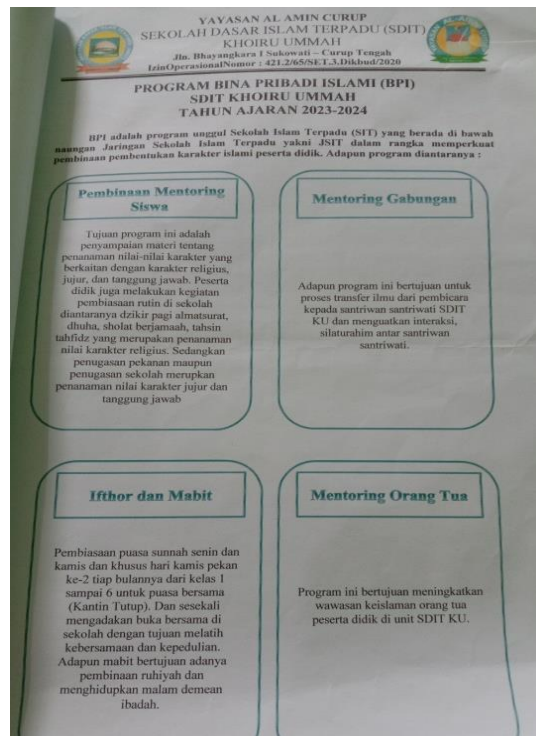 YAYASAN AL AMIN CURUP
SEKOLAH DASAR ISLAM TERPADU (SDIT)
KHOIRU UMMAH
Jln. Bhayangkara I Sukowati – Curup Tengah
IzinOperasionalNomor : 421.2/65/SET.3.Dikbud/2020
PROGRAM BINA PRIBADI ISLAMI (BPI)
SDIT KHOIRU UMMAH
TAHUN AJARAN 2023-2024
BPI adalah program unggul Sekolah Islam Terpadu (SIT) yang berada di bawah
naungan Jaringan Sekolah Islam Terpadu yakni JSIT dalam rangka memperkuat
pembinaan pembentukan karakter islami peserta didik. Adapun program diantaranya :
Pembinaan Mentoring
Siswa
Tujuan program ini adalah
penyampaian materi tentang
penanaman nilai-nilai karakter yang
berkaitan dengan karakter religius,
jujur, dan tanggung jawab. Peserta
didik juga melakukan kegiatan
pembiasaan rutin di sekolah
diantaranya dzikir pagi almatsurat,
dhuha, sholat berjamaah, tahsin
tahfidz yang merupakan penanaman
nilai karakter religius. Sedangkan
penugasan pekanan maupun
penugasan sekolah merupkan
penanaman nilai karakter jujur dan
tanggung jawab
Mentoring Gabungan
Adapun program ini bertujuan untuk
proses transfer ilmu dari pembicara
kepada santriwan santriwati SDIT
KU dan menguatkan interaksi,
silaturahim antar santriwan
santriwati.
Ifthor dan Mabit
Pembiasaan puasa sunnah senin dan
kamis dan khusus hari kamis pekan
ke-2 tiap bulannya dari kelas 1
sampai 6 untuk puasa bersama
(Kantin Tutup). Dan sesekali
mengadakan buka bersama di
sekolah dengan tujuan melatih
kebersamaan dan kepedulian.
Adapun mabit bertujuan adanya
pembinaan ruhiyah dan
menghidupkan malam demean
ibadah.
Mentoring Orang Tua
Program ini bertujuan meningkatkan
wawasan keislaman orang tua
peserta didik di unit SDIT KU.